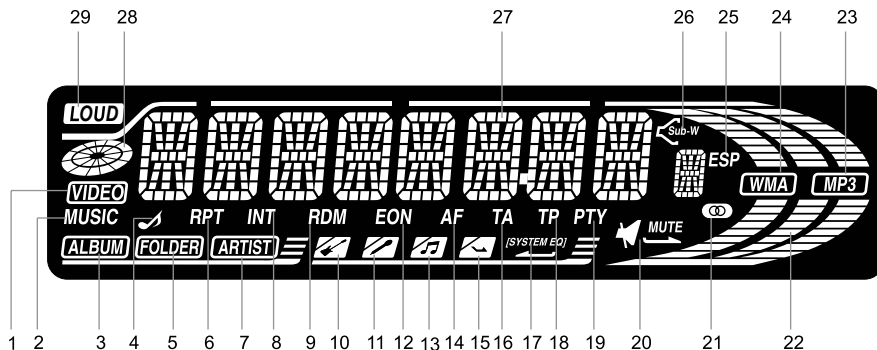 29 28 27 26 25 24 23
LOUD
Sub-W
ESP
VIDEO WMA MP3
MUSIC RPT INT RDM EON AF TA TP PTY
MUTE
ALBUM FOLDER ARTIST [SYSTEM EQ]
1 2 3 4 5 6 7 8 9 10 11 12 13 14 15 16 17 18 19 20 21 22